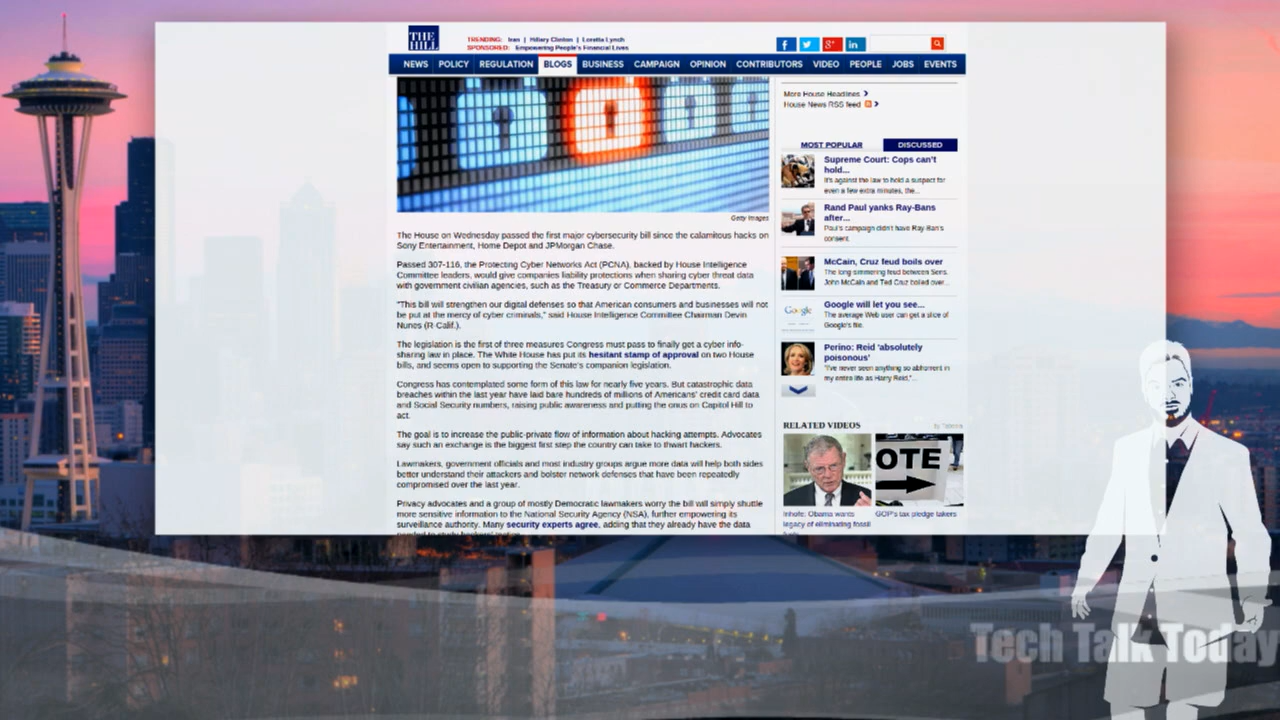 THE HILL
TRENDING: Iran | Hillary Clinton | Loretta Lynch
SPONSORED: Empowering People's Financial Lives
NEWS POLICY REGULATION BLOGS BUSINESS CAMPAIGN OPINION CONTRIBUTORS VIDEO PEOPLE JOBS EVENTS
Getty Images
The House on Wednesday passed the first major cybersecurity bill since the calamitous hacks on
Sony Entertainment, Home Depot and JPMorgan Chase.
Passed 307-116, the Protecting Cyber Networks Act (PCNA), backed by House Intelligence
Committee leaders, would give companies liability protections when sharing cyber threat data
with government civilian agencies, such as the Treasury or Commerce Departments.
"This bill will strengthen our digital defenses so that American consumers and businesses will not
be put at the mercy of cyber criminals," said House Intelligence Committee Chairman Devin
Nunes (R-Calif.).
The legislation is the first of three measures Congress must pass to finally get a cyber info-
sharing law in place. The White House has put its hesitant stamp of approval on two House
bills, and seems open to supporting the Senate's companion legislation.
Congress has contemplated some form of this law for nearly five years. But catastrophic data
breaches within the last year have laid bare hundreds of millions of Americans' credit card data
and Social Security numbers, raising public awareness and putting the onus on Capitol Hill to
act.
The goal is to increase the public-private flow of information about hacking attempts. Advocates
say such an exchange is the biggest first step the country can take to thwart hackers.
Lawmakers, government officials and most industry groups argue more data will help both sides
better understand their attackers and bolster network defenses that have been repeatedly
compromised over the last year.
Privacy advocates and a group of mostly Democratic lawmakers worry the bill will simply shuttle
more sensitive information to the National Security Agency (NSA), further empowering its
surveillance authority. Many security experts agree, adding that they already have the data
More House Headlines
House News RSS feed
MOST POPULAR DISCUSSED
Supreme Court: Cops can't
hold...
It's against the law to hold a suspect for
even a few extra minutes, the...
Rand Paul yanks Ray-Bans
after...
Paul's campaign didn't have Ray-Ban's
consent.
McCain, Cruz feud boils over
The long-simmering feud between Sens.
John McCain and Ted Cruz boiled over...
Google
Google will let you see...
The average Web user can get a slice of
Google's file.
Perino: Reid 'absolutely
poisonous'
"I've never seen anything so abhorrent in
my entire life as Harry Reid,"...
RELATED VIDEOS
by Taboola
OTE
Inhofe: Obama wants
legacy of eliminating fossil
GOP's tax pledge takers
Tech Talk Today